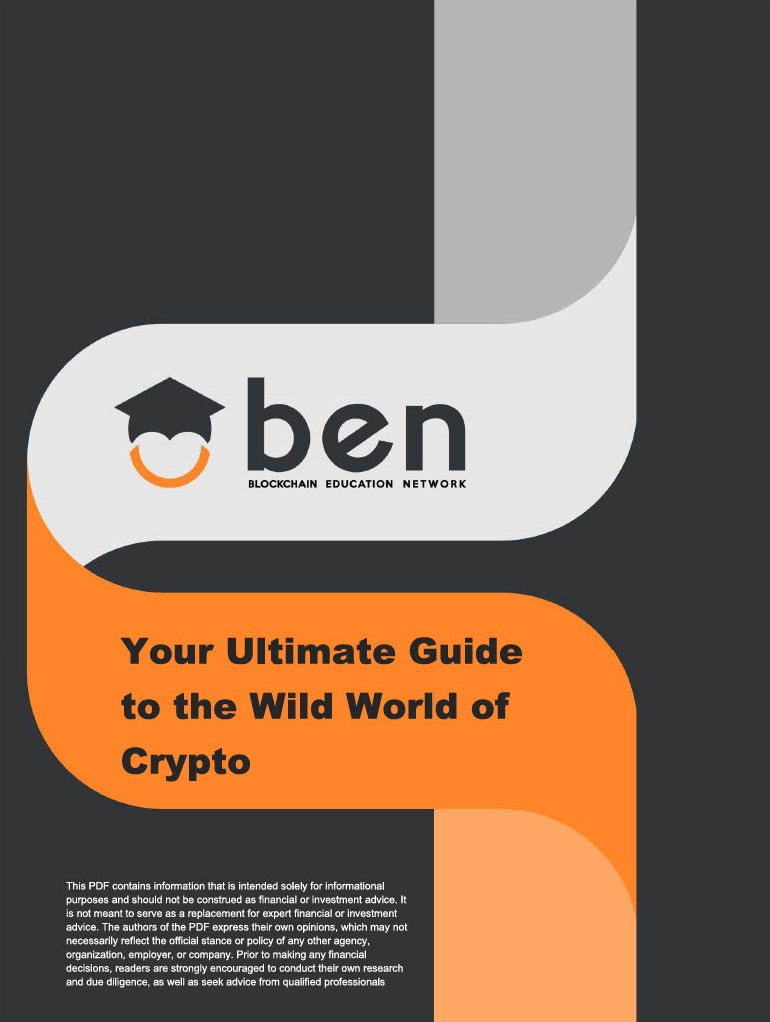 ben
BLOCKCHAIN EDUCATION NETWORK
Your Ultimate Guide
to the Wild World of
Crypto
This PDF contains information that is intended solely for informational
purposes and should not be construed as financial or investment advice. It
is not meant to serve as a replacement for expert financial or investment
advice. The authors of the PDF express their own opinions, which may not
necessarily reflect the official stance or policy of any other agency,
organization, employer, or company. Prior to making any financial
decisions, readers are strongly encouraged to conduct their own research
and due diligence, as well as seek advice from qualified professionals